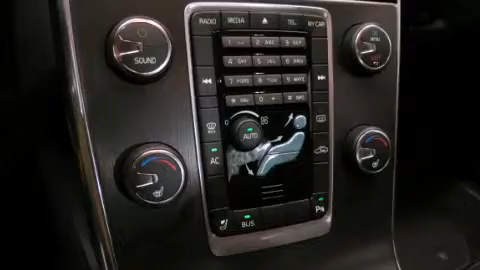 RADIO MEDIA TEL MY CAR
SOUND
1 2 ABC 3 DEF
4 GHI 5 JKL 6 MNO
7 PQRS 8 TUV 9 WXYZ
0 +
AUTO
AC
BUS